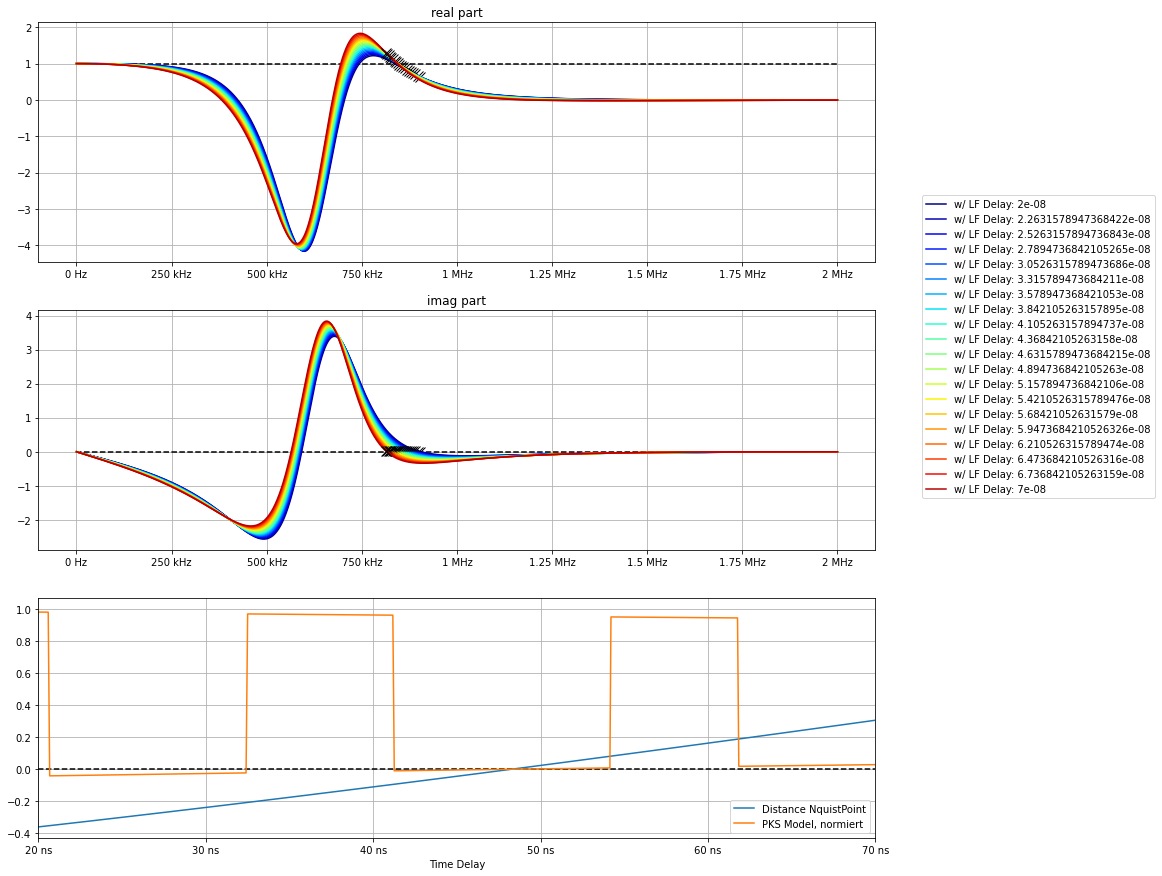 real part
2
1
0
−1
−2
−3
−4
0 Hz 250 kHz 500 kHz 750 kHz 1 MHz 1.25 MHz 1.5 MHz 1.75 MHz 2 MHz
imag part
4
3
2
1
0
−1
−2
0 Hz 250 kHz 500 kHz 750 kHz 1 MHz 1.25 MHz 1.5 MHz 1.75 MHz 2 MHz
1.0
0.8
0.6
0.4
0.2
0.0
−0.2
−0.4
Distance NquistPoint
PKS Model, normiert
20 ns 30 ns 40 ns 50 ns 60 ns 70 ns
Time Delay
w/ LF Delay: 2e-08
w/ LF Delay: 2.2631578947368422e-08
w/ LF Delay: 2.526315789473684​3e-08
w/ LF Delay: 2.7894736842105265e-08
w/ LF Delay: 3.0526315789473686e-08
w/ LF Delay: 3.315789473684211e-08
w/ LF Delay: 3.578947368421053e-08
w/ LF Delay: 3.842105263157895e-08
w/ LF Delay: 4.105263157894737e-08
w/ LF Delay: 4.36842105263158e-08
w/ LF Delay: 4.6315789473684215e-08
w/ LF Delay: 4.894736842105263e-08
w/ LF Delay: 5.157894736842106e-08
w/ LF Delay: 5.4210526315789476e-08
w/ LF Delay: 5.68421052631579e-08
w/ LF Delay: 5.9473684210526326e-08
w/ LF Delay: 6.210526315789474e-08
w/ LF Delay: 6.473684210526316e-08
w/ LF Delay: 6.736842105263159e-08
w/ LF Delay: 7e-08